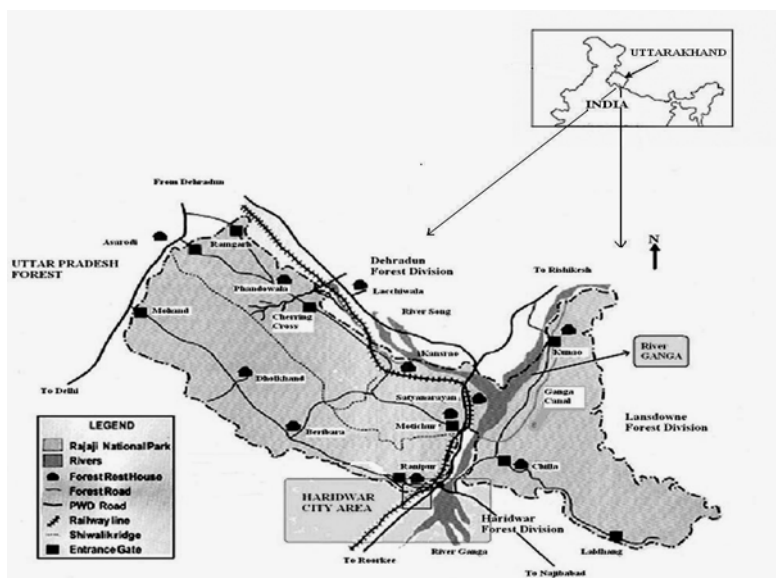 UTTARAKHAND
INDIA
From Dehradun
N
Asarodi
Ramgarh
UTTAR PRADESH
FOREST
Dehradun
Forest Division
To Rishikesh
Phandowala
Lacchiwala
Mohand
Cherring
Cross
River Song
Kansrao
Kunao
River
GANGA
To Delhi
Dholkhand
Satyanarayan
Ganga
Canal
Lansdowne
Forest Division
Beribara
Motichur
Ranipur
Chilla
HARIDWAR
CITY AREA
Haridwar
Forest Division
River Ganga
Laldhang
To Roorkee
To Najibabad
LEGEND
Rajaji National Park
Rivers
Forest Rest House
Forest Road
PWD Road
Railway line
Shiwalik ridge
Entrance Gate